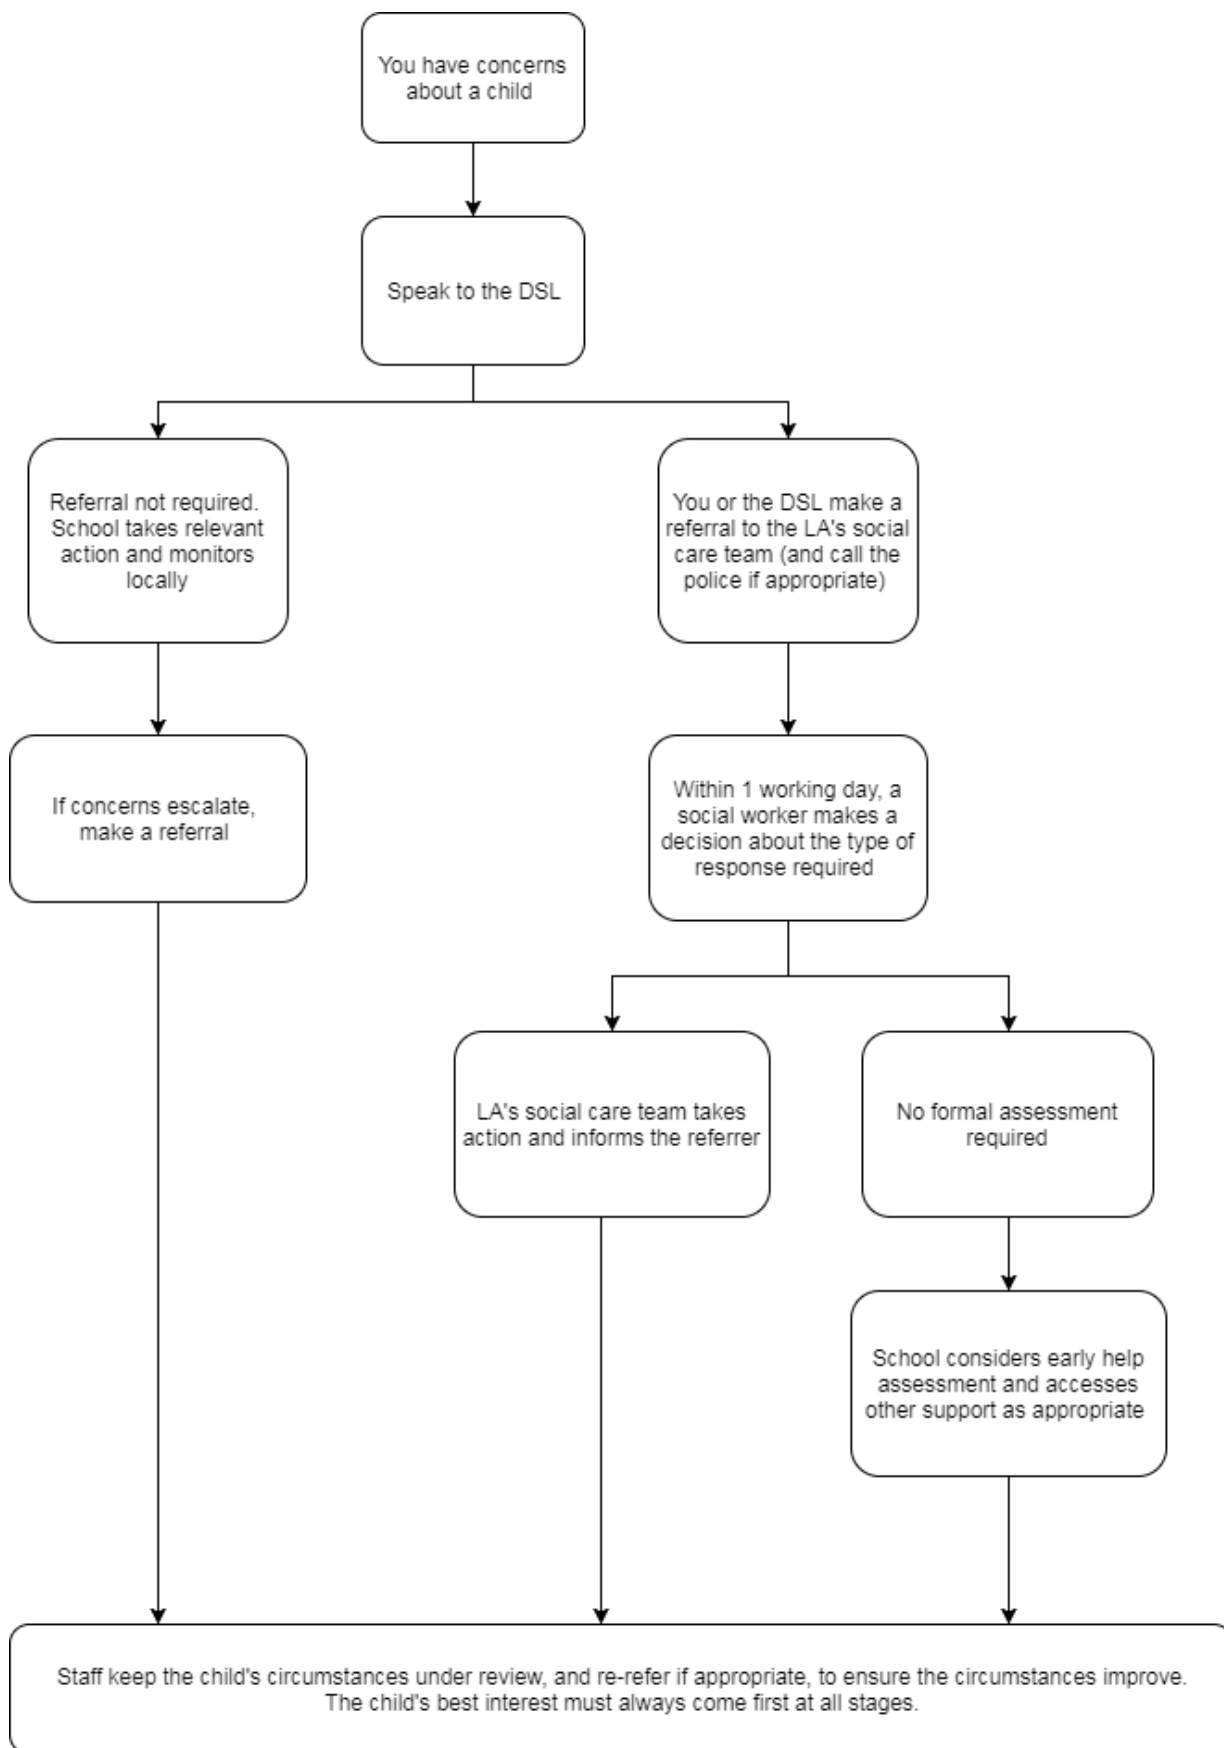 You have concerns
about a child
Speak to the DSL
Referral not required.
School takes relevant
action and monitors
locally
You or the DSL make a
referral to the LA's social
care team (and call the
police if appropriate)
If concerns escalate,
make a referral
Within 1 working day, a
social worker makes a
decision about the type of
response required
LA's social care team takes
action and informs the referrer
No formal assessment
required
School considers early help
assessment and accesses
other support as appropriate
Staff keep the child's circumstances under review, and re-refer if appropriate, to ensure the circumstances improve.
The child's best interest must always come first at all stages.